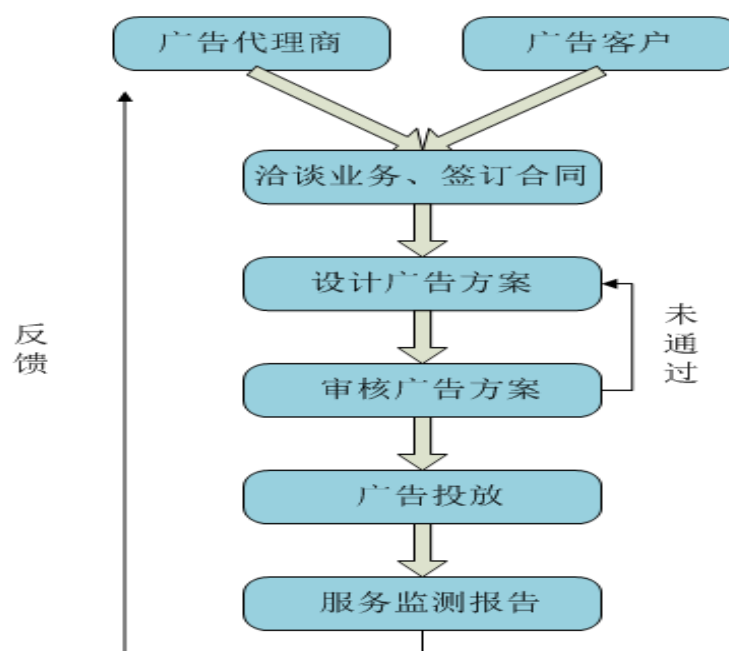 广告代理商
广告客户
洽谈业务、签订合同
设计广告方案
未通过
反馈
审核广告方案
广告投放
服务监测报告